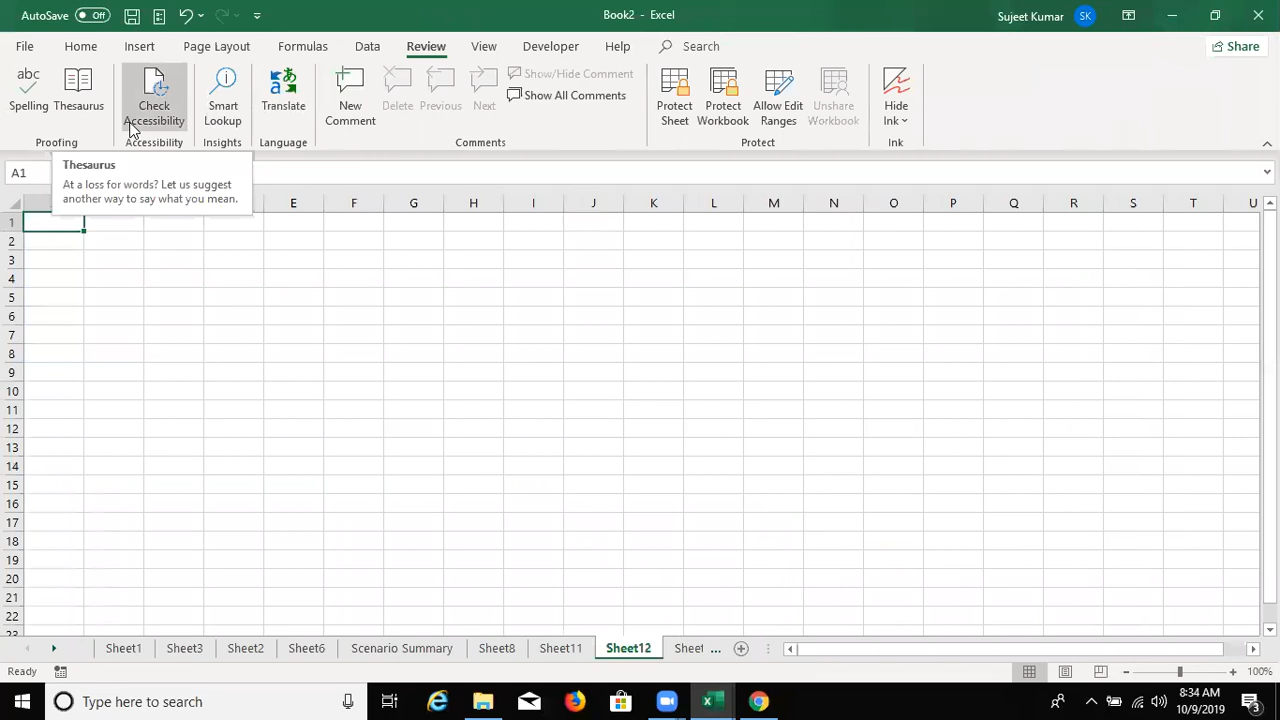 AutoSave Off
Book2 - Excel
Sujeet Kumar SK
File Home Insert Page Layout Formulas Data Review View Developer Help Search Share
abc
Spelling
Thesaurus
Check Accessibility
Smart Lookup
Translate
New Comment
Delete
Previous
Next
Show/Hide Comment
Show All Comments
Protect Sheet
Protect Workbook
Allow Edit Ranges
Unshare Workbook
Hide Ink
Proofing Accessibility Insights Language Comments Protect Ink
Thesaurus
At a loss for words? Let us suggest
another way to say what you mean.
A1
E F G H I J K L M N O P Q R S T U
1
2
3
4
5
6
7
8
9
10
11
12
13
14
15
16
17
18
19
20
21
22
23
Sheet1 Sheet3 Sheet2 Sheet6 Scenario Summary Sheet8 Sheet11 Sheet12 Sheet ...
Ready
100%
Type here to search
8:34 AM
10/9/2019
3